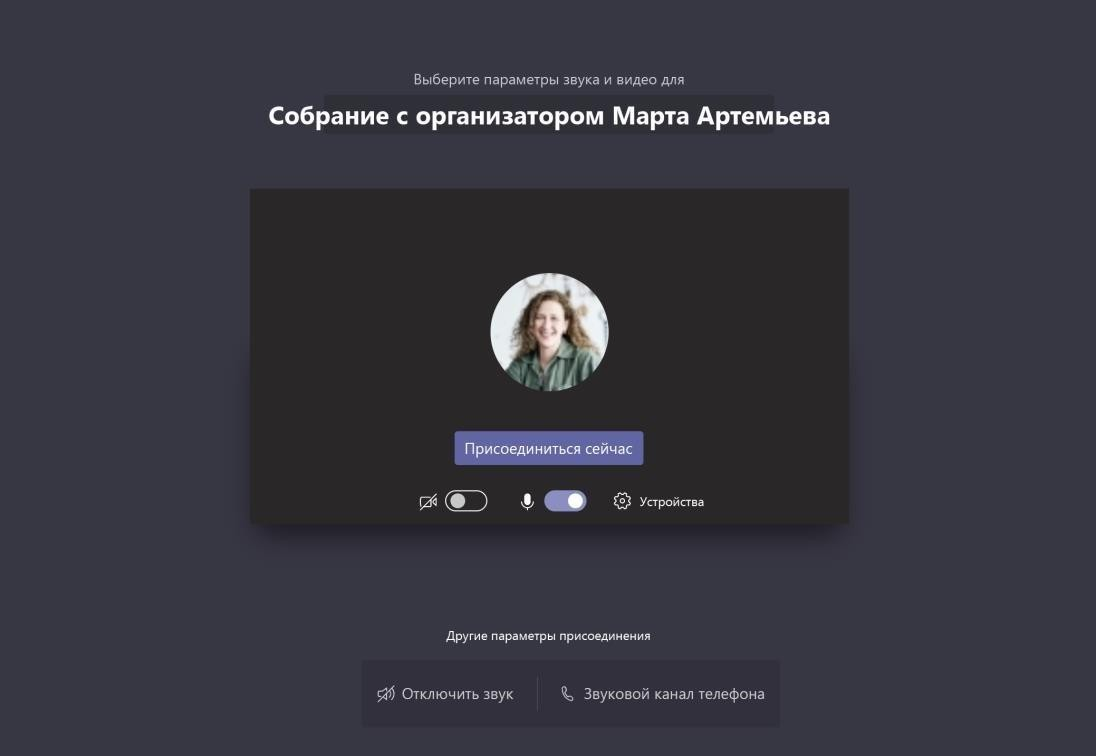 Выберите параметры звука и видео для
Собрание с организатором Марта Артемьева
Присоединиться сейчас
Устройства
Другие параметры присоединения
Отключить звук
Звуковой канал телефона